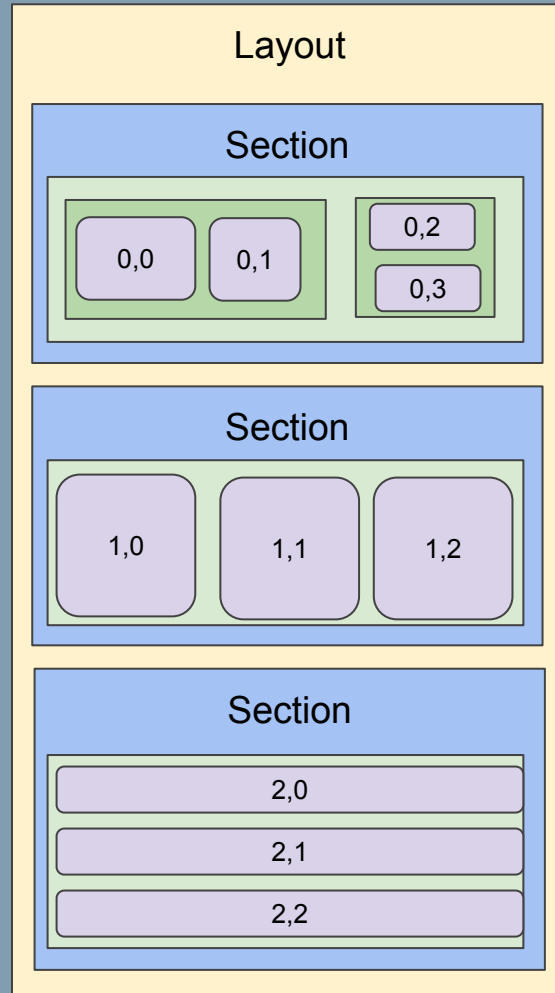 Layout
Section
0,0
0,1
0,2
0,3
Section
1,0
1,1
1,2
Section
2,0
2,1
2,2